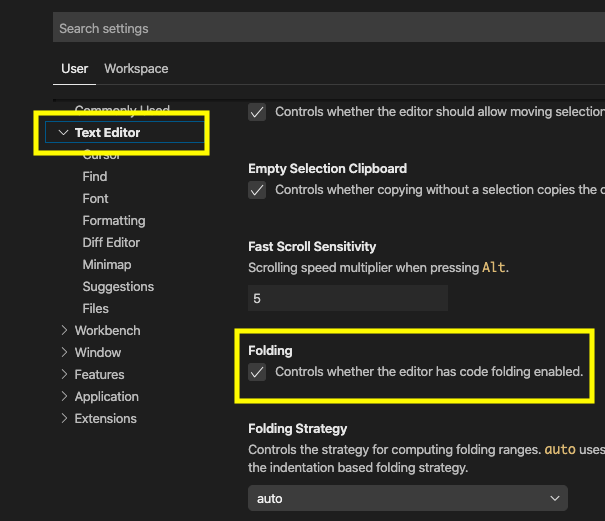 Search settings
User Workspace
Commonly Used
Text Editor
Cursor
Find
Font
Formatting
Diff Editor
Minimap
Suggestions
Files
Workbench
Window
Features
Application
Extensions
Controls whether the editor should allow moving selection
Empty Selection Clipboard
Controls whether copying without a selection copies the c
Fast Scroll Sensitivity
Scrolling speed multiplier when pressing Alt.
5
Folding
Controls whether the editor has code folding enabled.
Folding Strategy
Controls the strategy for computing folding ranges. auto uses
the indentation based folding strategy.
auto